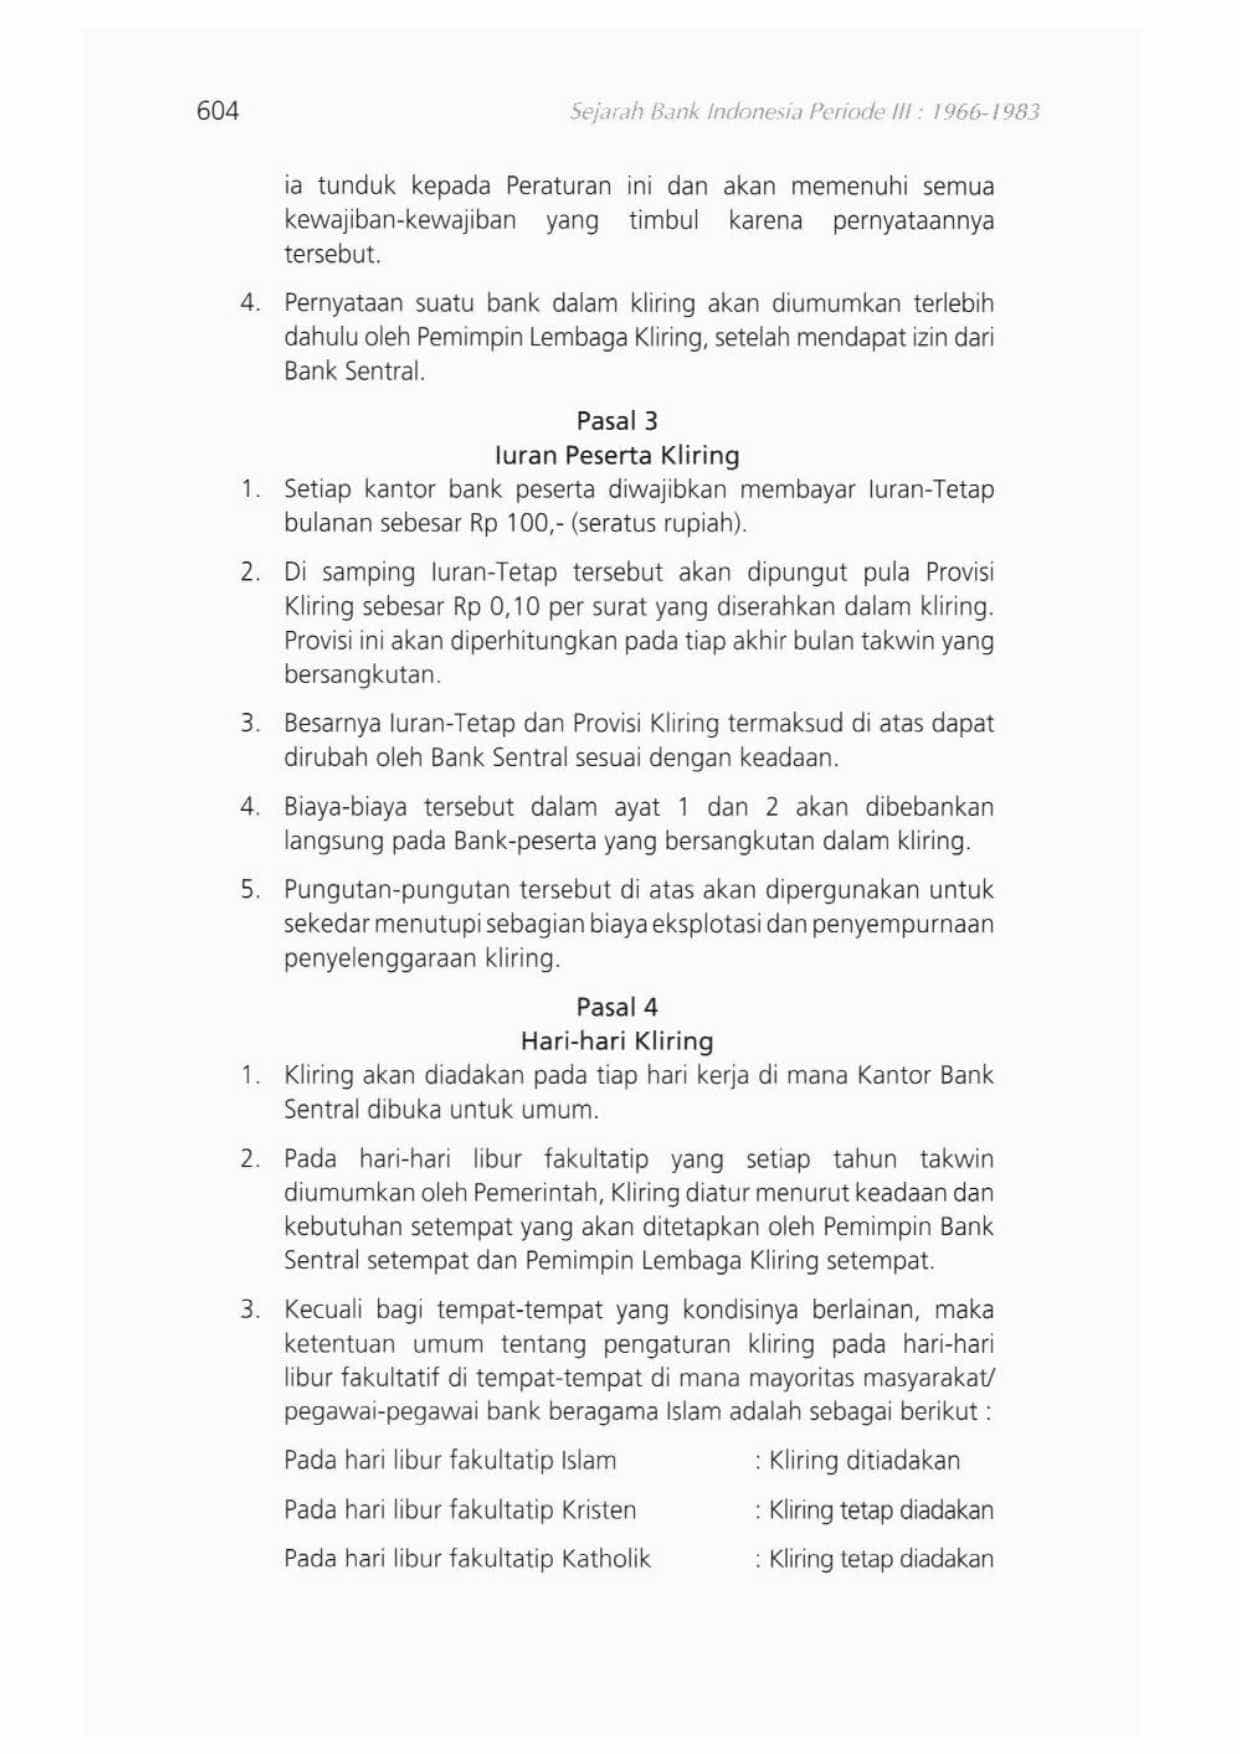 604
Sejarah Bank Indonesia Periode III : 1966-1983
ia tunduk kepada Peraturan ini dan akan memenuhi semua
kewajiban-kewajiban yang timbul karena pernyataannya
tersebut.
4. Pernyataan suatu bank dalam kliring akan diumumkan terlebih
dahulu oleh Pemimpin Lembaga Kliring, setelah mendapat izin dari
Bank Sentral.
Pasal 3
Iuran Peserta Kliring
1. Setiap kantor bank peserta diwajibkan membayar Iuran-Tetap
bulanan sebesar Rp 100,- (seratus rupiah).
2. Di samping Iuran-Tetap tersebut akan dipungut pula Provisi
Kliring sebesar Rp 0,10 per surat yang diserahkan dalam kliring.
Provisi ini akan diperhitungkan pada tiap akhir bulan takwin yang
bersangkutan.
3. Besarnya Iuran-Tetap dan Provisi Kliring termaksud di atas dapat
dirubah oleh Bank Sentral sesuai dengan keadaan.
4. Biaya-biaya tersebut dalam ayat 1 dan 2 akan dibebankan
langsung pada Bank-peserta yang bersangkutan dalam kliring.
5. Pungutan-pungutan tersebut di atas akan dipergunakan untuk
sekedar menutupi sebagian biaya eksplotasi dan penyempurnaan
penyelenggaraan kliring.
Pasal 4
Hari-hari Kliring
1. Kliring akan diadakan pada tiap hari kerja di mana Kantor Bank
Sentral dibuka untuk umum.
2. Pada hari-hari libur fakultatip yang setiap tahun takwin
diumumkan oleh Pemerintah, Kliring diatur menurut keadaan dan
kebutuhan setempat yang akan ditetapkan oleh Pemimpin Bank
Sentral setempat dan Pemimpin Lembaga Kliring setempat.
3. Kecuali bagi tempat-tempat yang kondisinya berlainan, maka
ketentuan umum tentang pengaturan kliring pada hari-hari
libur fakultatif di tempat-tempat di mana mayoritas masyarakat/
pegawai-pegawai bank beragama Islam adalah sebagai berikut :
Pada hari libur fakultatip Islam : Kliring ditiadakan
Pada hari libur fakultatip Kristen : Kliring tetap diadakan
Pada hari libur fakultatip Katholik : Kliring tetap diadakan